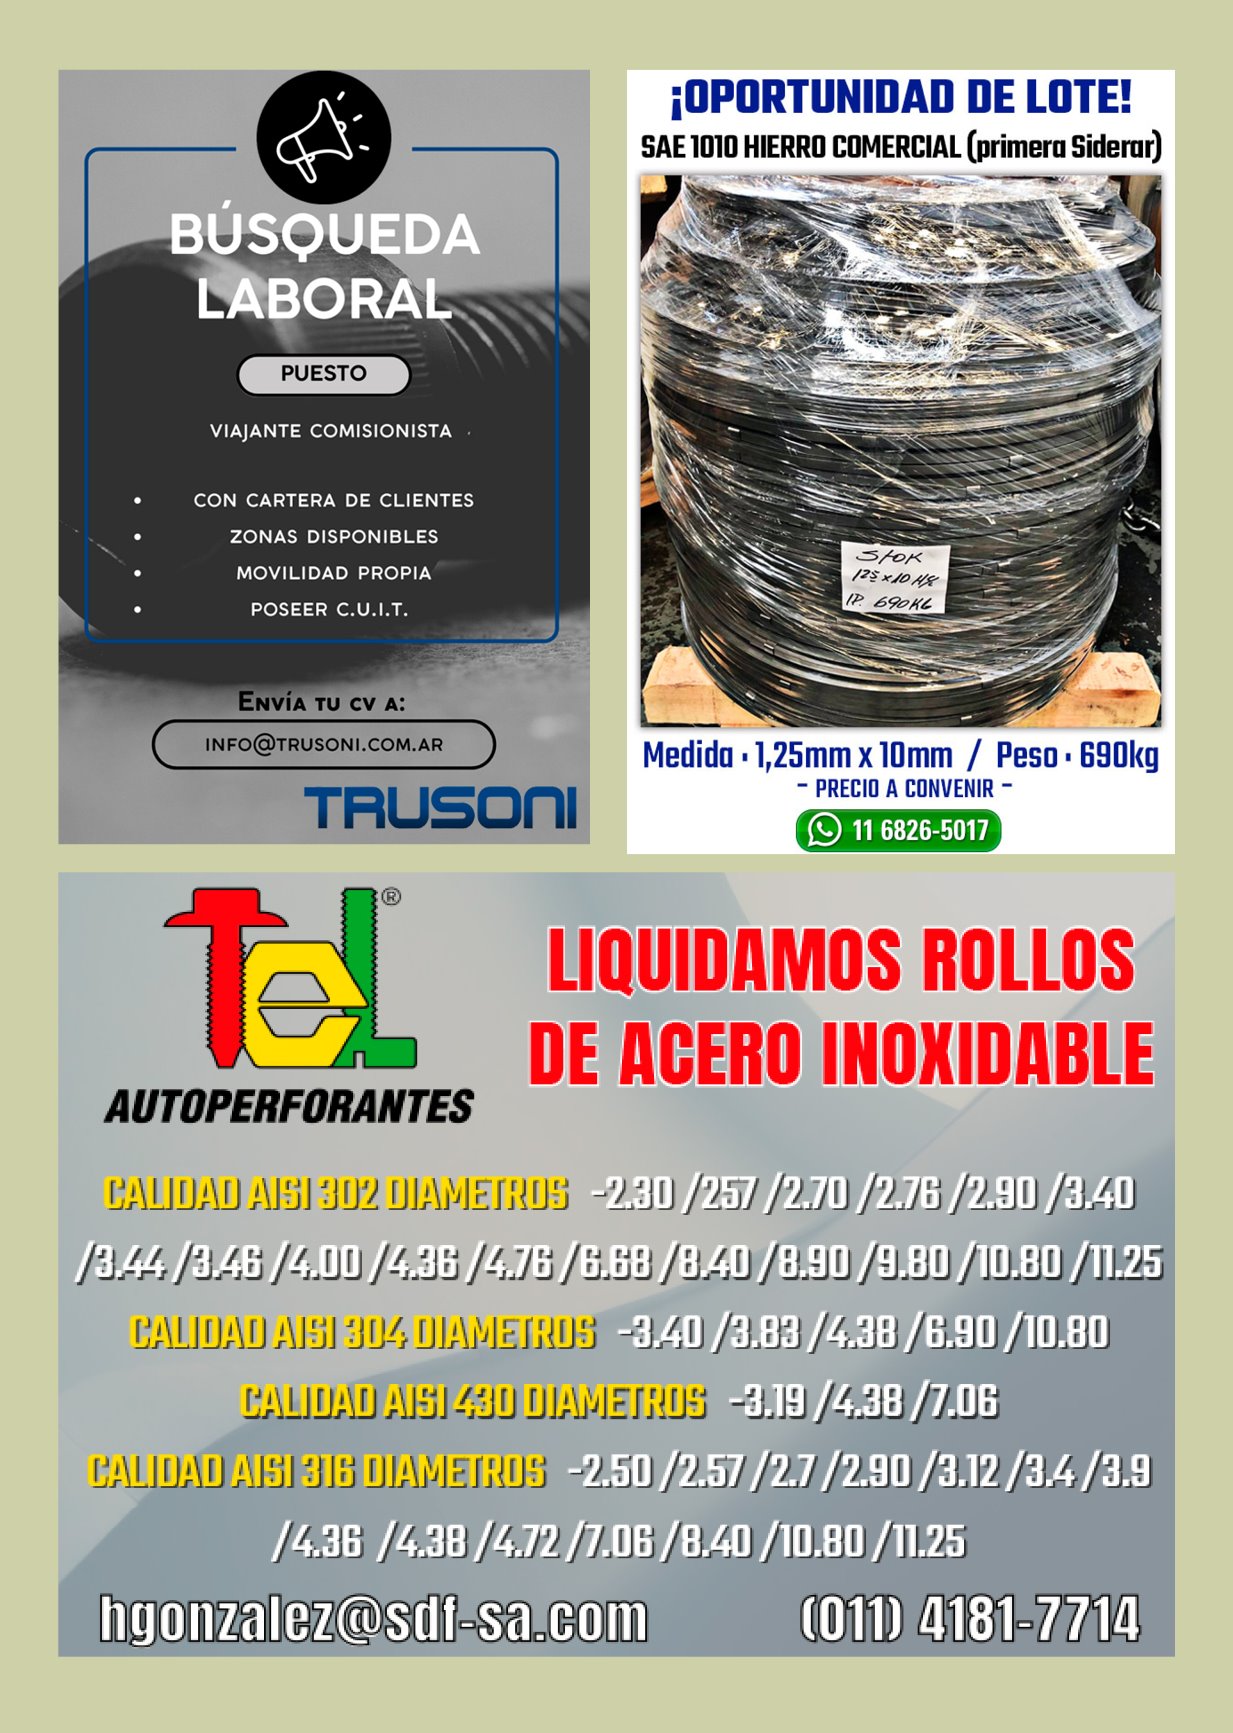 BÚSQUEDA
LABORAL
PUESTO
VIAJANTE COMISIONISTA
• CON CARTERA DE CLIENTES
• ZONAS DISPONIBLES
• MOVILIDAD PROPIA
• POSEER C.U.I.T.
ENVÍA TU CV A:
INFO@TRUSONI.COM.AR
TRUSONI
¡OPORTUNIDAD DE LOTE!
SAE 1010 HIERRO COMERCIAL (primera Siderar)
Stok
125 x 10 H/c
1P. 690KG
Medida · 1,25mm x 10mm / Peso · 690kg
- PRECIO A CONVENIR -
11 6826-5017
TEL®
AUTOPERFORANTES
LIQUIDAMOS ROLLOS
DE ACERO INOXIDABLE
CALIDAD AISI 302 DIAMETROS -2.30 /257 /2.70 /2.76 /2.90 /3.40
/3.44 /3.46 /4.00 /4.36 /4.76 /6.68 /8.40 /8.90 /9.80 /10.80 /11.25
CALIDAD AISI 304 DIAMETROS -3.40 /3.83 /4.38 /6.90 /10.80
CALIDAD AISI 430 DIAMETROS -3.19 /4.38 /7.06
CALIDAD AISI 316 DIAMETROS -2.50 /2.57 /2.7 /2.90 /3.12 /3.4 /3.9
/4.36 /4.38 /4.72 /7.06 /8.40 /10.80 /11.25
hgonzalez@sdf-sa.com (011) 4181-7714